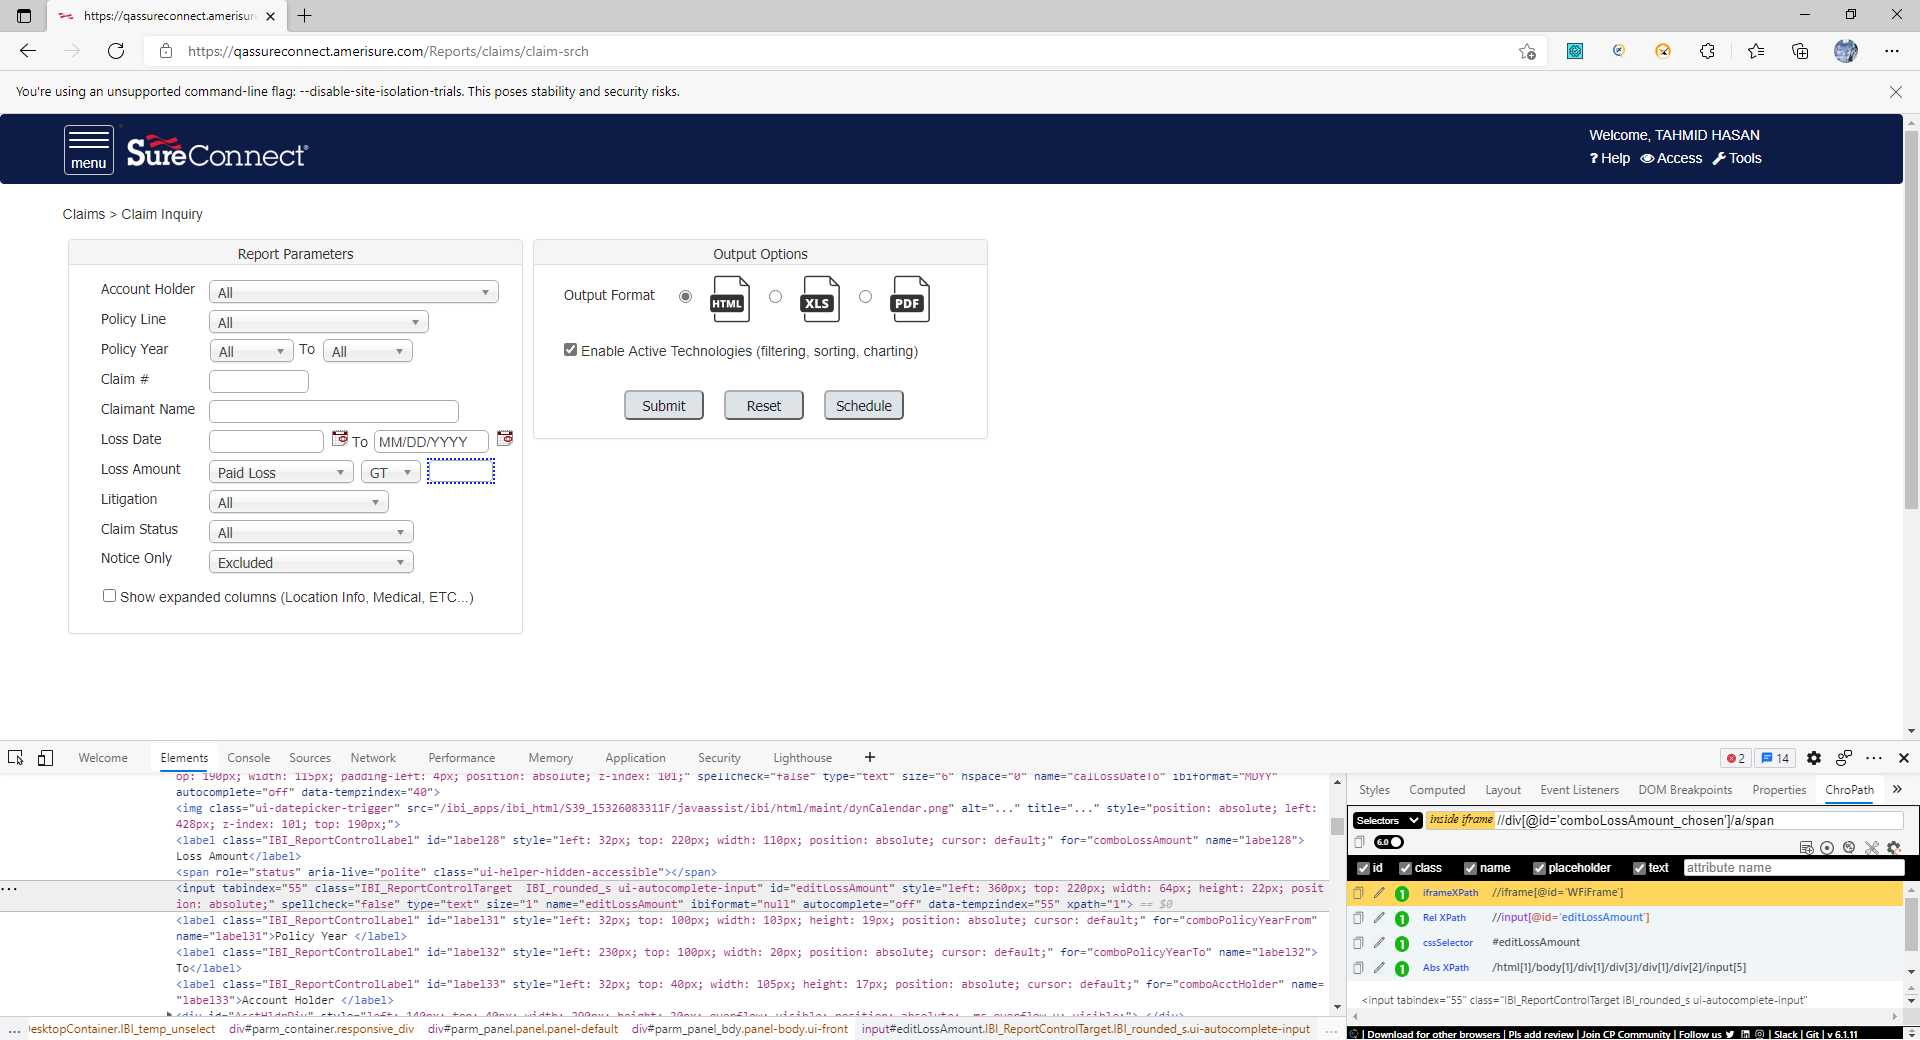 https://qassureconnect.amerisure
https://qassureconnect.amerisure.com/Reports/claims/claim-srch
You're using an unsupported command-line flag: --disable-site-isolation-trials. This poses stability and security risks.
menu
SureConnect®
Welcome, TAHMID HASAN
? Help Access Tools
Claims > Claim Inquiry
Report Parameters
Account Holder All
Policy Line All
Policy Year All To All
Claim #
Claimant Name
Loss Date To MM/DD/YYYY
Loss Amount Paid Loss GT
Litigation All
Claim Status All
Notice Only Excluded
Show expanded columns (Location Info, Medical, ETC...)
Output Options
Output Format HTML XLS PDF
Enable Active Technologies (filtering, sorting, charting)
Submit Reset Schedule
Welcome Elements Console Sources Network Performance Memory Application Security Lighthouse
2 14
op: 190px; width: 115px; padding-left: 4px; position: absolute; z-index: 101;" spellcheck="false" type="text" size="6" hspace="0" name="calLossDateTo" ibiformat="MDYY"
autocomplete="off" data-tempzindex="40">
<img class="ui-datepicker-trigger" src="/ibi_apps/ibi_html/S39_15326083311F/javaassist/ibi/html/maint/dynCalendar.png" alt="..." title="..." style="position: absolute; left:
428px; z-index: 101; top: 190px;">
<label class="IBI_ReportControlLabel" id="label28" style="left: 32px; top: 220px; width: 110px; position: absolute; cursor: default;" for="comboLossAmount" name="label28">
Loss Amount</label>
<span role="status" aria-live="polite" class="ui-helper-hidden-accessible"></span>
<input tabindex="55" class="IBI_ReportControlTarget  IBI_rounded_s ui-autocomplete-input" id="editLossAmount" style="left: 360px; top: 220px; width: 64px; height: 22px; posit
ion: absolute;" spellcheck="false" type="text" size="1" name="editLossAmount" ibiformat="null" autocomplete="off" data-tempzindex="55" xpath="1"> == $0
<label class="IBI_ReportControlLabel" id="label31" style="left: 32px; top: 100px; width: 103px; height: 19px; position: absolute; cursor: default;" for="comboPolicyYearFrom"
name="label31">Policy Year </label>
<label class="IBI_ReportControlLabel" id="label32" style="left: 230px; top: 100px; width: 20px; position: absolute; cursor: default;" for="comboPolicyYearTo" name="label32">
To</label>
<label class="IBI_ReportControlLabel" id="label33" style="left: 32px; top: 40px; width: 105px; height: 17px; position: absolute; cursor: default;" for="comboAcctHolder" name=
"label33">Account Holder </label>
... esktopContainer.IBI_temp_unselect div#parm_container.responsive_div div#parm_panel.panel.panel-default div#parm_panel_bdy.panel-body.ui-front input#editLossAmount.IBI_ReportControlTarget.IBI_rounded_s.ui-autocomplete-input ...
Styles Computed Layout Event Listeners DOM Breakpoints Properties ChroPath
Selectors inside iframe //div[@id='comboLossAmount_chosen']/a/span
6.0
id class name placeholder text attribute name
1 iframeXPath //iframe[@id='WFiFrame']
1 Rel XPath //input[@id='editLossAmount']
1 cssSelector #editLossAmount
1 Abs XPath /html[1]/body[1]/div[1]/div[3]/div[1]/div[2]/input[5]
<input tabindex="55" class="IBI_ReportControlTarget IBI_rounded_s ui-autocomplete-input"
| Download for other browsers | Pls add review | Join CP Community | Follow us | Slack | Git | v 6.1.11